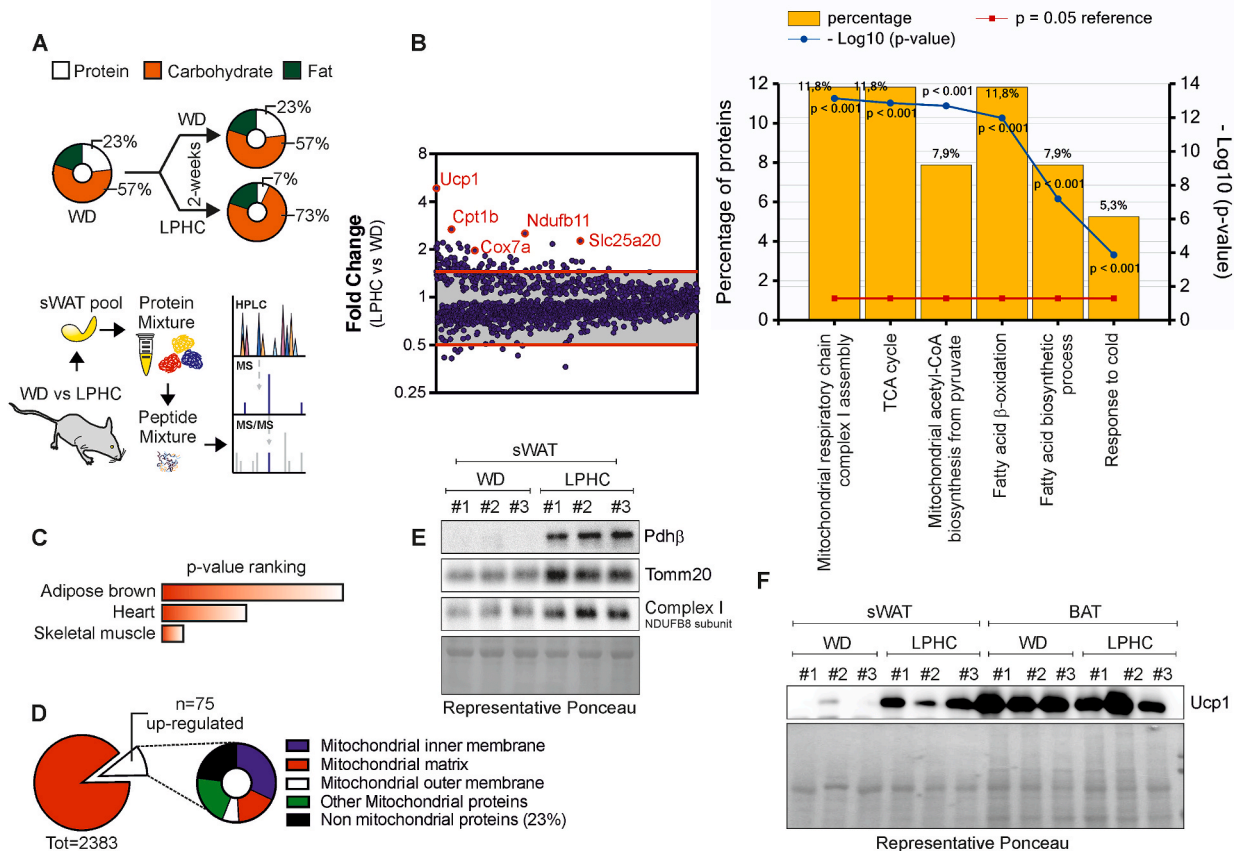 A
Protein
Carbohydrate
Fat
23%
57%
WD
WD
2-weeks
LPHC
23%
57%
7%
73%
sWAT pool
Protein
Mixture
WD vs LPHC
Peptide
Mixture
HPLC
MS
MS/MS
B
Fold Change
(LPHC vs WD)
8
4
2
1
0.5
0.25
Ucp1
Cpt1b
Cox7a
Ndufb11
Slc25a20
percentage
p = 0.05 reference
- Log10 (p-value)
Percentage of proteins
12
10
8
6
4
2
0
11,8%
p < 0.001
11,8%
p < 0.001
p < 0.001
7,9%
11,8%
p < 0.001
7,9%
p < 0.001
5,3%
p < 0.001
14
12
10
8
6
4
2
0
- Log10 (p-value)
Mitochondrial respiratory chain
complex I assembly
TCA cycle
Mitochondrial acetyl-CoA
biosynthesis from pyruvate
Fatty acid β-oxidation
Fatty acid biosynthetic
process
Response to cold
C
p-value ranking
Adipose brown
Heart
Skeletal muscle
D
n=75
up-regulated
Tot=2383
Mitochondrial inner membrane
Mitochondrial matrix
Mitochondrial outer membrane
Other Mitochondrial proteins
Non mitochondrial proteins (23%)
E
sWAT
WD LPHC
#1 #2 #3 #1 #2 #3
Pdhβ
Tomm20
Complex I
NDUFB8 subunit
Representative Ponceau
F
sWAT BAT
WD LPHC WD LPHC
#1 #2 #3 #1 #2 #3 #1 #2 #3 #1 #2 #3
Ucp1
Representative Ponceau